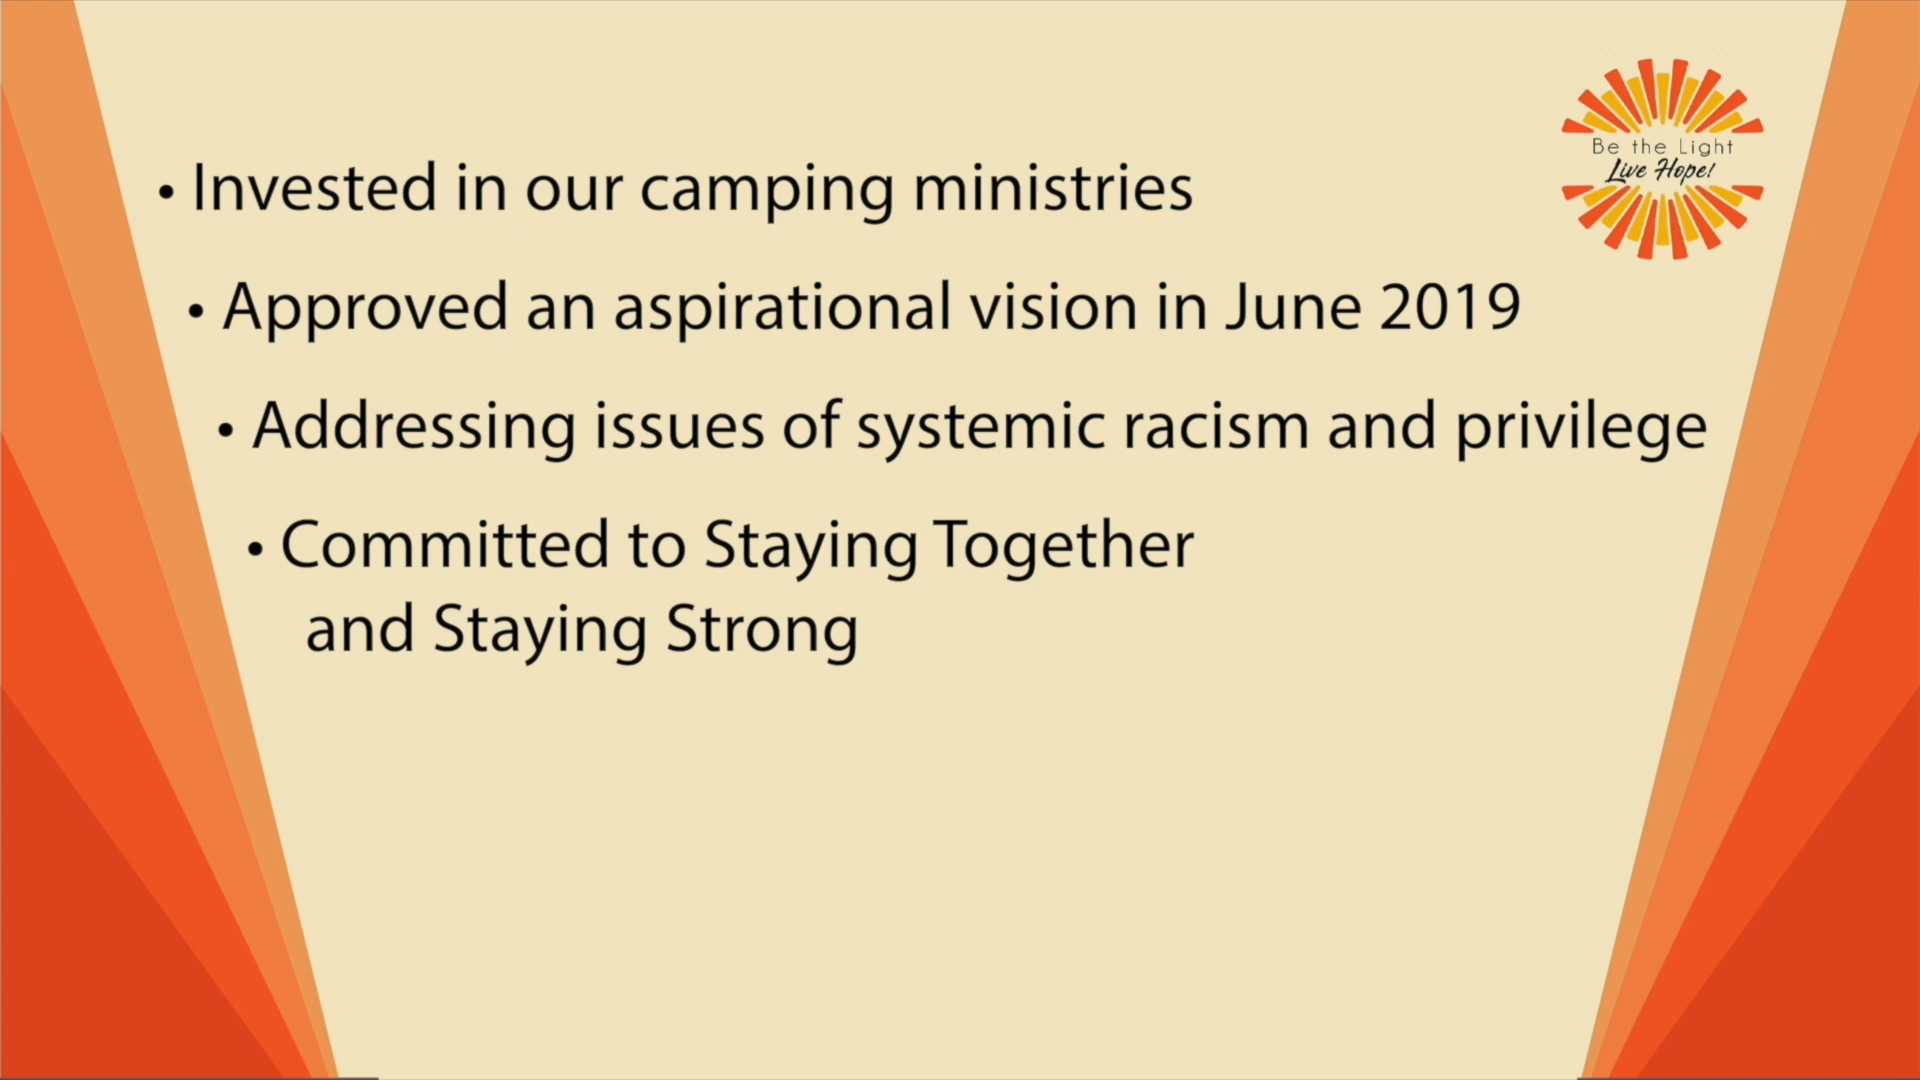 Be the Light
Live Hope!
• Invested in our camping ministries
• Approved an aspirational vision in June 2019
• Addressing issues of systemic racism and privilege
• Committed to Staying Together
and Staying Strong